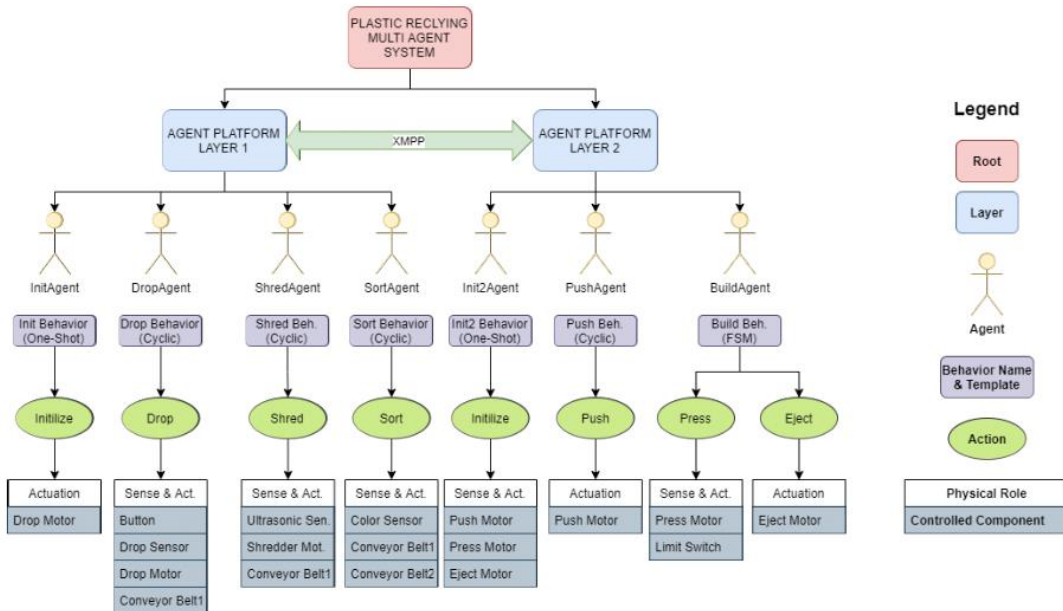 PLASTIC RECLYING
MULTI AGENT
SYSTEM
AGENT PLATFORM
LAYER 1
XMPP
AGENT PLATFORM
LAYER 2
InitAgent
DropAgent
ShredAgent
SortAgent
Init2Agent
PushAgent
BuildAgent
Init Behavior
(One-Shot)
Drop Behavior
(Cyclic)
Shred Beh.
(Cyclic)
Sort Behavior
(Cyclic)
Init2 Behavior
(One-Shot)
Push Beh.
(Cyclic)
Build Beh.
(FSM)
Initilize
Drop
Shred
Sort
Initilize
Push
Press
Eject
Actuation
Drop Motor
Sense & Act.
Button
Drop Sensor
Drop Motor
Conveyor Belt1
Sense & Act.
Ultrasonic Sen.
Shredder Mot.
Conveyor Belt1
Sense & Act.
Color Sensor
Conveyor Belt1
Conveyor Belt2
Sense & Act.
Push Motor
Press Motor
Eject Motor
Actuation
Push Motor
Sense & Act.
Press Motor
Limit Switch
Actuation
Eject Motor
Legend
Root
Layer
Agent
Behavior Name
& Template
Action
Physical Role
Controlled Component